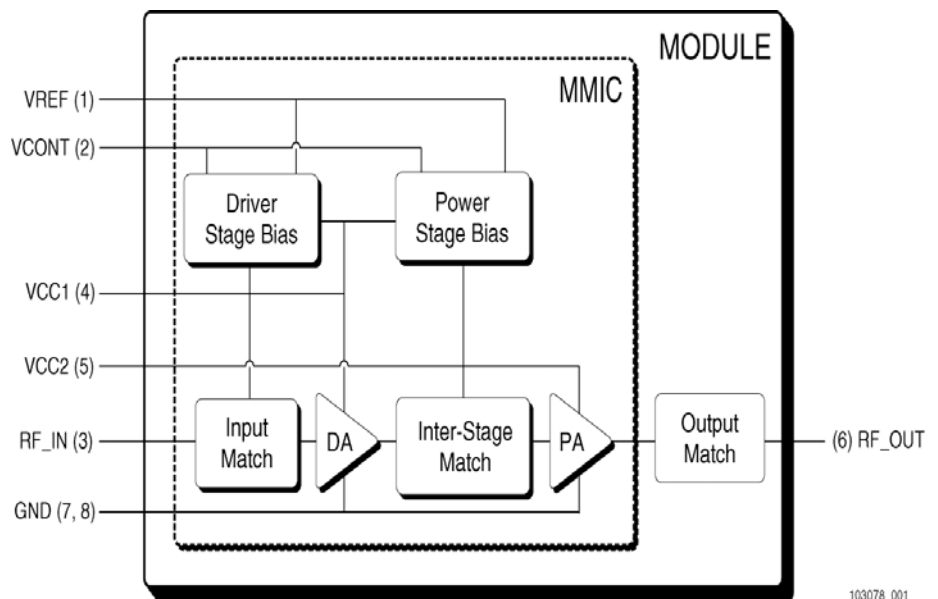 MODULE
MMIC
VREF (1)
VCONT (2)
Driver
Stage Bias
Power
Stage Bias
VCC1 (4)
VCC2 (5)
RF_IN (3)
Input
Match
DA
Inter-Stage
Match
PA
Output
Match
(6) RF_OUT
GND (7, 8)
103078_001